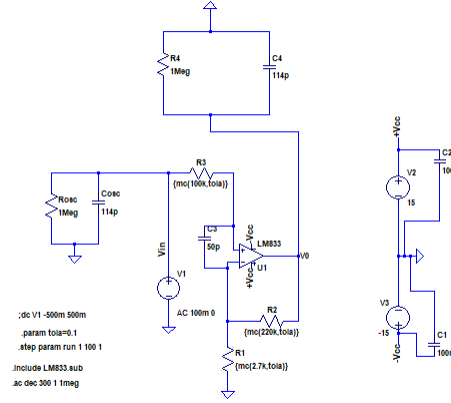 R4
1Meg
C4
114p
R3
{mc(100k,tola)}
Rosc
1Meg
Cosc
114p
C3
50p
+Vcc
-Vcc
LM833
U1
V0
Vin
V1
AC 100m 0
R2
{mc(220k,tola)}
R1
{mc(2.7k,tola)}
+Vcc
V2
15
C2
V3
-15
-Vcc
C1
;dc V1 -500m 500m
.param tola=0.1
.step param run 1 100 1
.include LM833.sub
.ac dec 300 1 1meg